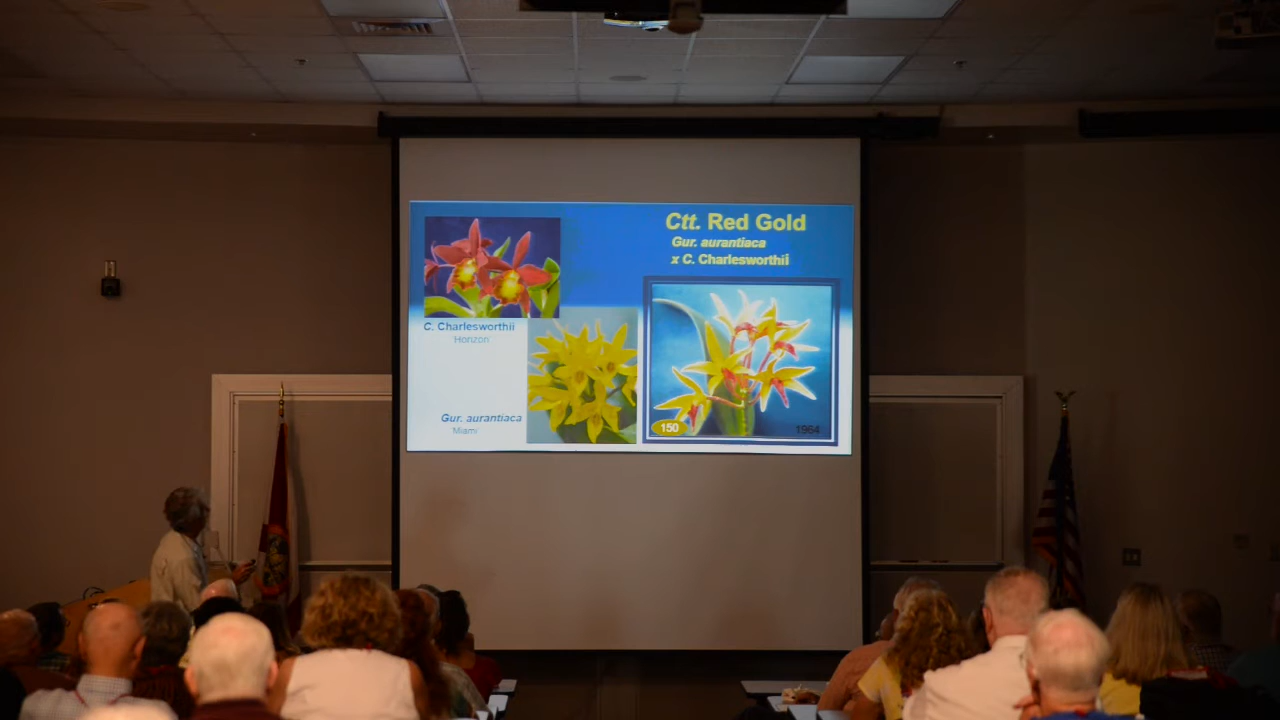 Ctt. Red Gold
Gur. aurantiaca
x C. Charlesworthii
C. Charlesworthii
'Horizon'
Gur. aurantiaca
'Miami'
150
1964